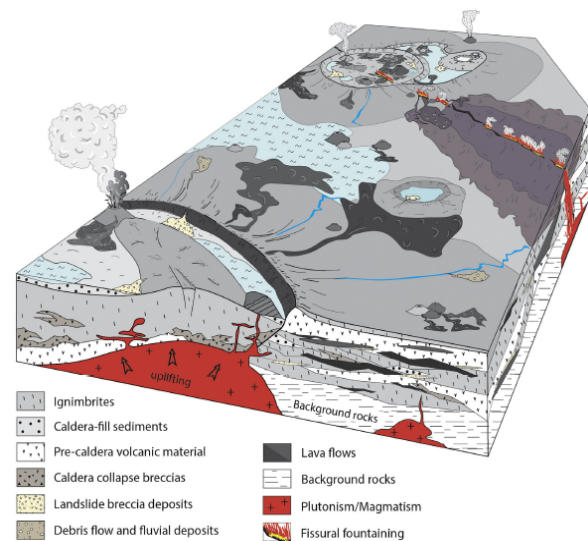 uplifting
Background rocks
Ignimbrites
Caldera-fill sediments
Pre-caldera volcanic material
Caldera collapse breccias
Landslide breccia deposits
Debris flow and fluvial deposits
Lava flows
Background rocks
Plutonism/Magmatism
Fissural fountaining